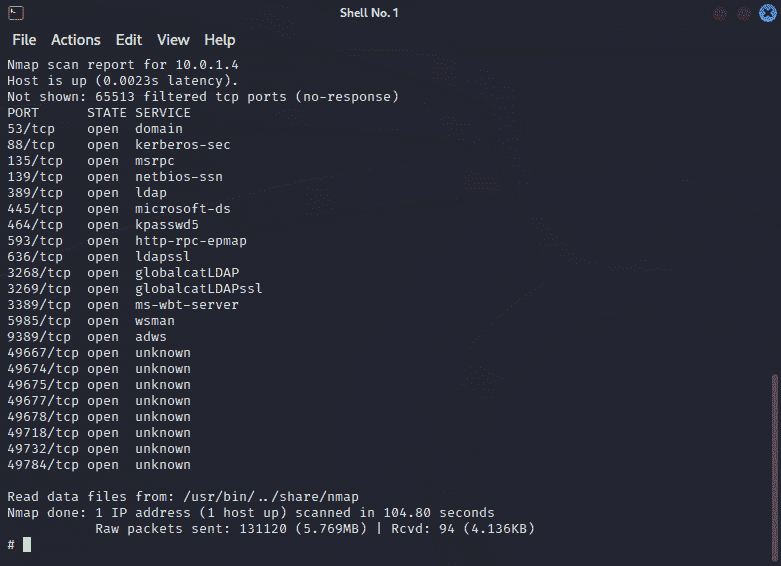 Shell No. 1
File Actions Edit View Help
Nmap scan report for 10.0.1.4
Host is up (0.0023s latency).
Not shown: 65513 filtered tcp ports (no-response)
PORT      STATE SERVICE
53/tcp    open  domain
88/tcp    open  kerberos-sec
135/tcp   open  msrpc
139/tcp   open  netbios-ssn
389/tcp   open  ldap
445/tcp   open  microsoft-ds
464/tcp   open  kpasswd5
593/tcp   open  http-rpc-epmap
636/tcp   open  ldapssl
3268/tcp  open  globalcatLDAP
3269/tcp  open  globalcatLDAPssl
3389/tcp  open  ms-wbt-server
5985/tcp  open  wsman
9389/tcp  open  adws
49667/tcp open  unknown
49674/tcp open  unknown
49675/tcp open  unknown
49677/tcp open  unknown
49678/tcp open  unknown
49718/tcp open  unknown
49732/tcp open  unknown
49784/tcp open  unknown
Read data files from: /usr/bin/../share/nmap
Nmap done: 1 IP address (1 host up) scanned in 104.80 seconds
           Raw packets sent: 131120 (5.769MB) | Rcvd: 94 (4.136KB)
#